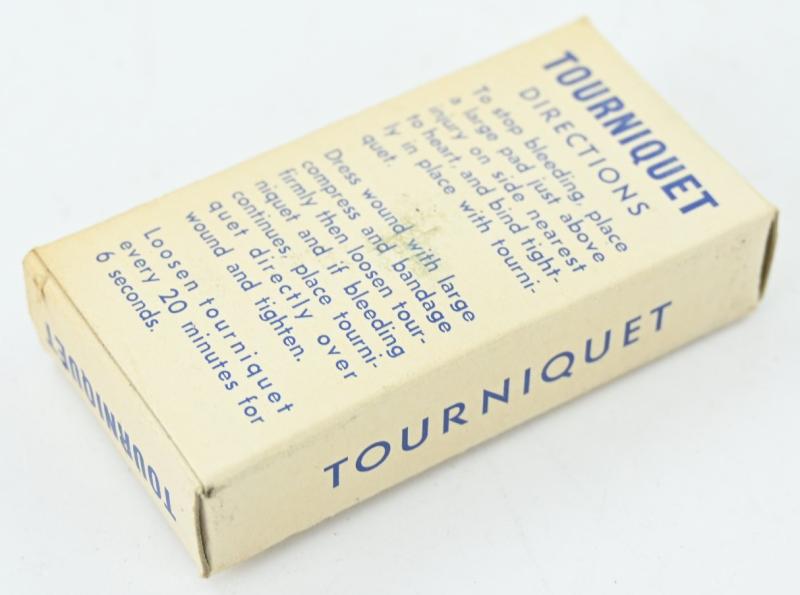 TOURNIQUET
DIRECTIONS
To stop bleeding, place
a large pad just above
injury on side nearest
to heart, and bind tight-
ly in place with tourni-
quet.
Dress wound with large
compress and bandage
firmly then loosen tour-
niquet and if bleeding
continues, place tourni-
quet directly over
wound and tighten.
Loosen tourniquet
every 20 minutes for
6 seconds.
TOURNIQUET
TOURNIQUET